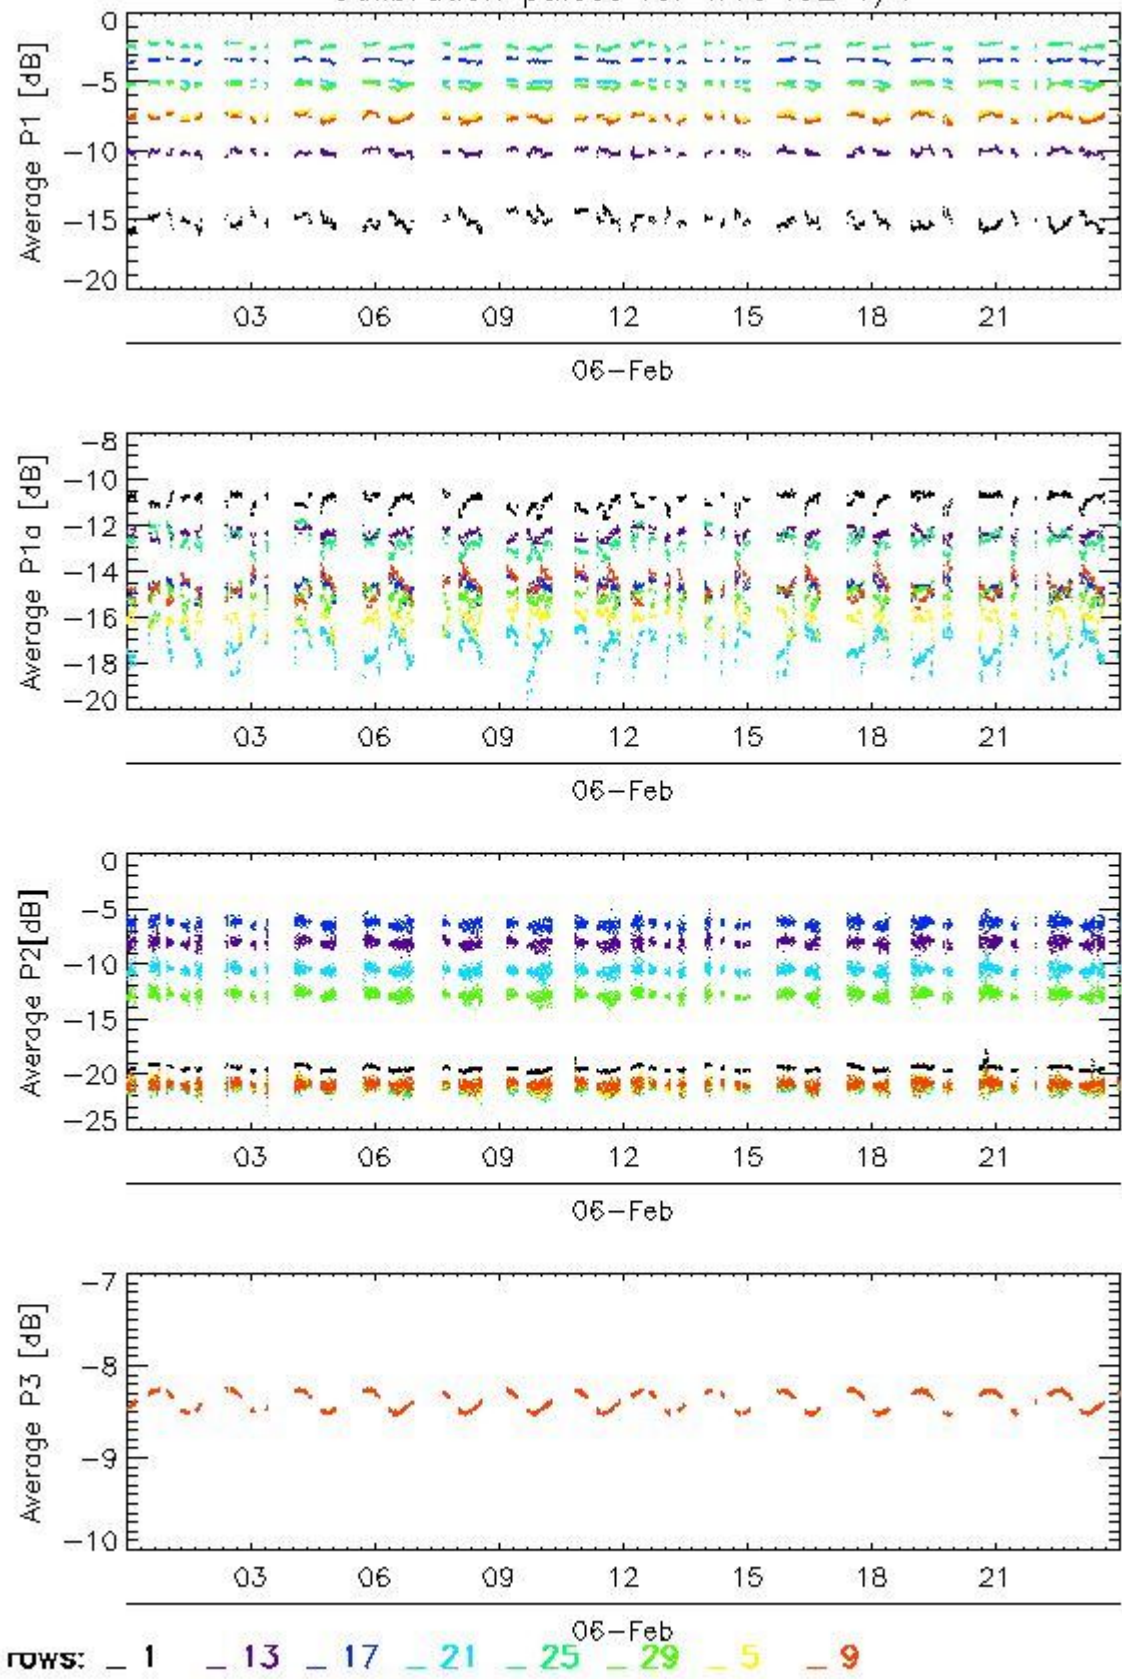 Average P1 [dB]
0
−5
−10
−15
−20
03 06 09 12 15 18 21
06−Feb
Average P1a [dB]
−8
−10
−12
−14
−16
−18
−20
03 06 09 12 15 18 21
06−Feb
Average P2[dB]
0
−5
−10
−15
−20
−25
03 06 09 12 15 18 21
06−Feb
Average P3 [dB]
−7
−8
−9
−10
03 06 09 12 15 18 21
06−Feb
rows: _ 1 _ 13 _ 17 _ 21 _ 25 _ 29 _ 5 _ 9